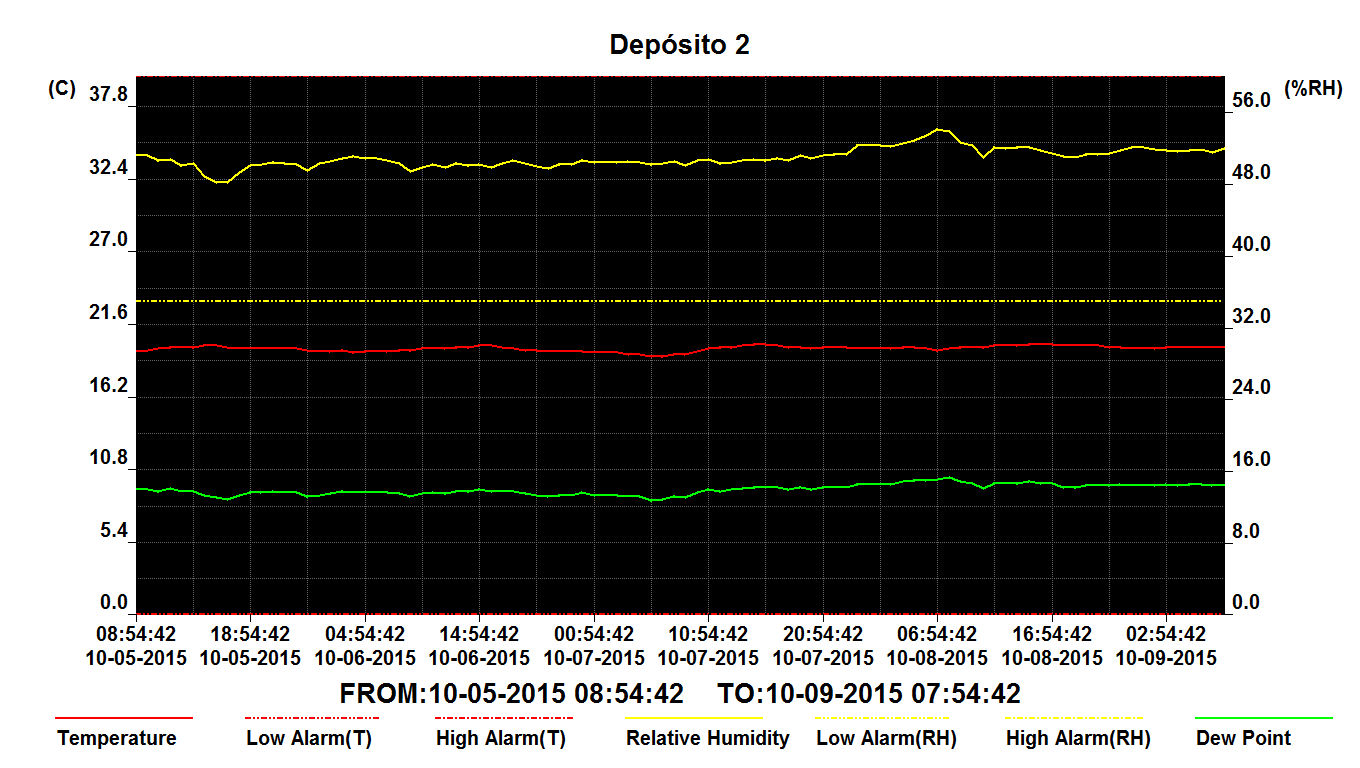 Depósito 2
(C)
37.8
32.4
27.0
21.6
16.2
10.8
5.4
0.0
(%RH)
56.0
48.0
40.0
32.0
24.0
16.0
8.0
0.0
08:54:42 18:54:42 04:54:42 14:54:42 00:54:42 10:54:42 20:54:42 06:54:42 16:54:42 02:54:42
10-05-2015 10-05-2015 10-06-2015 10-06-2015 10-07-2015 10-07-2015 10-07-2015 10-08-2015 10-08-2015 10-09-2015
FROM:10-05-2015 08:54:42 TO:10-09-2015 07:54:42
Temperature Low Alarm(T) High Alarm(T) Relative Humidity Low Alarm(RH) High Alarm(RH) Dew Point